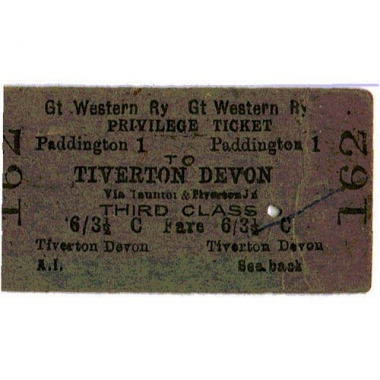 Gt Western Ry Gt Western Ry
PRIVILEGE TICKET
Paddington 1 Paddington 1
TO
TIVERTON DEVON
Via Taunton & Tiverton Jn
THIRD CLASS
6/3½ C Fare 6/3½ C
Tiverton Devon Tiverton Devon
A.I. See back
162
162